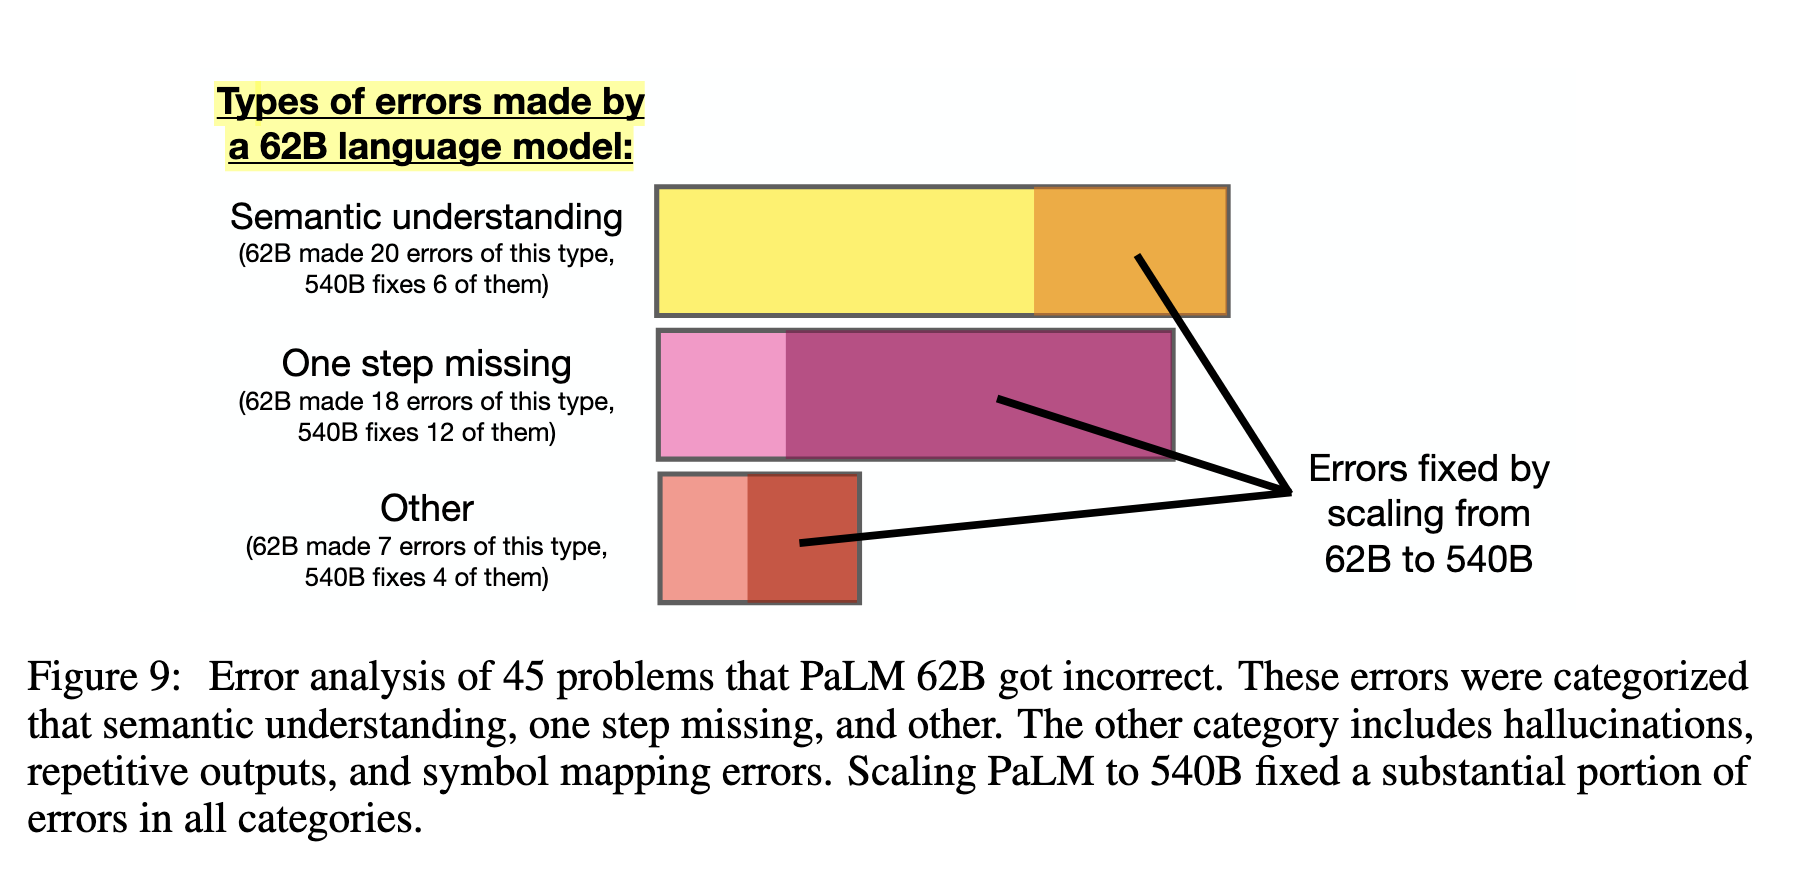 Types of errors made by
a 62B language model:
Semantic understanding
(62B made 20 errors of this type,
540B fixes 6 of them)
One step missing
(62B made 18 errors of this type,
540B fixes 12 of them)
Other
(62B made 7 errors of this type,
540B fixes 4 of them)
Errors fixed by
scaling from
62B to 540B
Figure 9: Error analysis of 45 problems that PaLM 62B got incorrect. These errors were categorized
that semantic understanding, one step missing, and other. The other category includes hallucinations,
repetitive outputs, and symbol mapping errors. Scaling PaLM to 540B fixed a substantial portion of
errors in all categories.